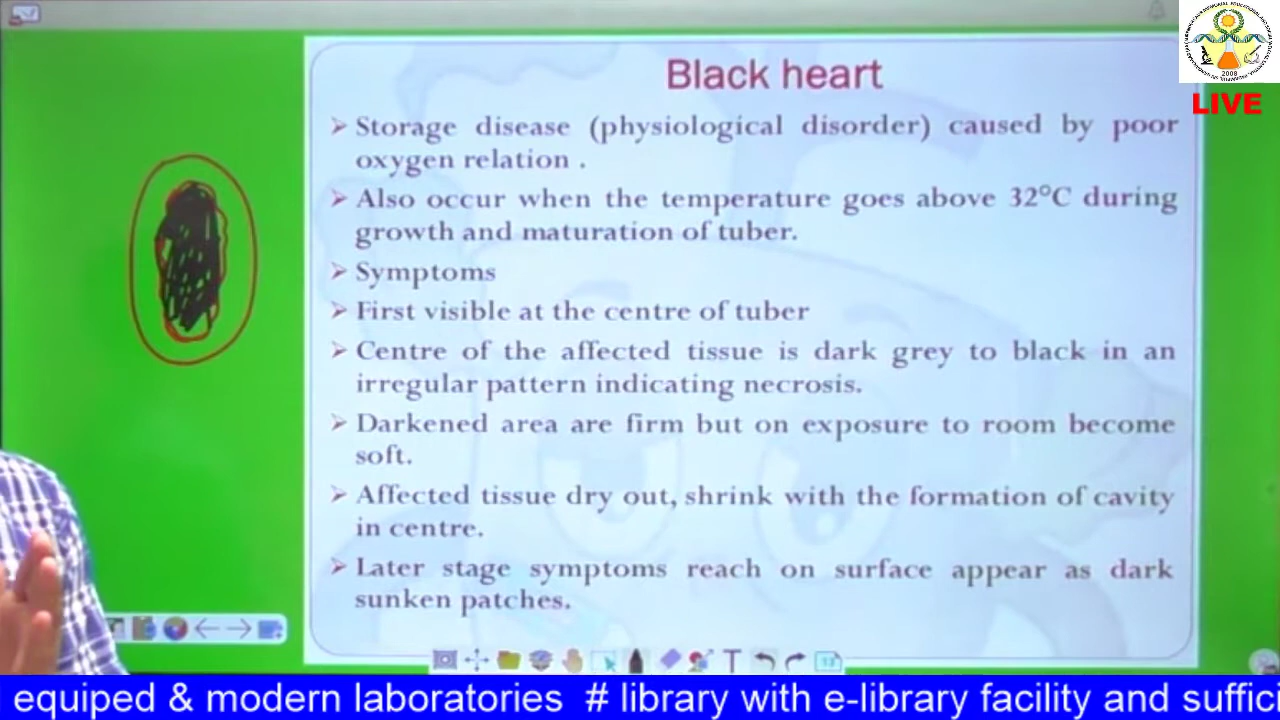 Black heart
LIVE
2008
➢ Storage disease (physiological disorder) caused by poor
oxygen relation .
➢ Also occur when the temperature goes above 32°C during
growth and maturation of tuber.
➢ Symptoms
➢ First visible at the centre of tuber
➢ Centre of the affected tissue is dark grey to black in an
irregular pattern indicating necrosis.
➢ Darkened area are firm but on exposure to room become
soft.
➢ Affected tissue dry out, shrink with the formation of cavity
in centre.
➢ Later stage symptoms reach on surface appear as dark
sunken patches.
equiped & modern laboratories # library with e-library facility and suffic